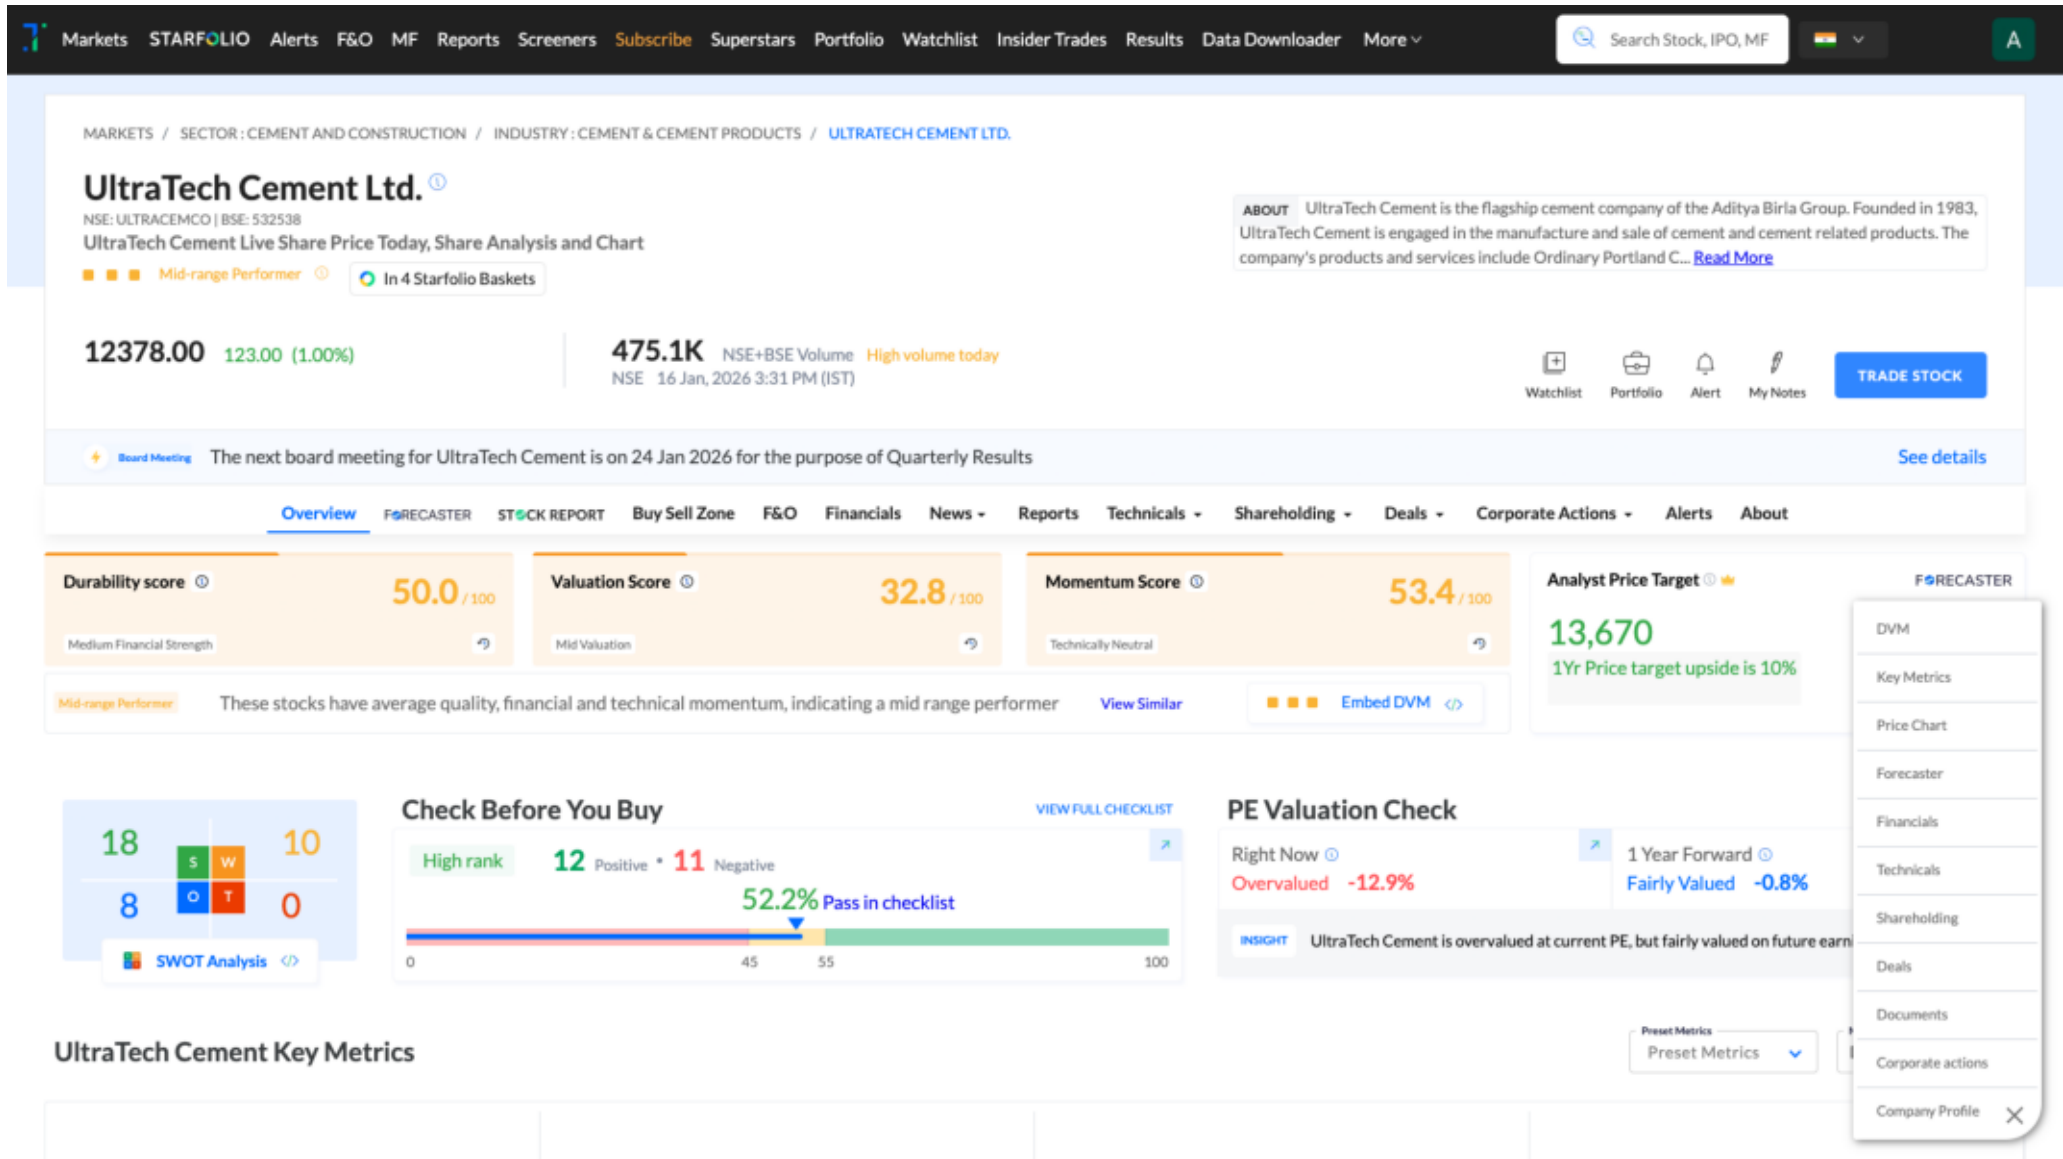 Markets STARFOLIO Alerts F&O MF Reports Screeners Subscribe Superstars Portfolio Watchlist Insider Trades Results Data Downloader More Search Stock, IPO, MF A
MARKETS / SECTOR : CEMENT AND CONSTRUCTION / INDUSTRY : CEMENT & CEMENT PRODUCTS / ULTRATECH CEMENT LTD.
UltraTech Cement Ltd.
NSE: ULTRACEMCO | BSE: 532538
UltraTech Cement Live Share Price Today, Share Analysis and Chart
Mid-range Performer In 4 Starfolio Baskets
ABOUT UltraTech Cement is the flagship cement company of the Aditya Birla Group. Founded in 1983,
UltraTech Cement is engaged in the manufacture and sale of cement and cement related products. The
company's products and services include Ordinary Portland C... Read More
12378.00 123.00 (1.00%)
475.1K NSE+BSE Volume High volume today
NSE 16 Jan, 2026 3:31 PM (IST)
Watchlist Portfolio Alert My Notes TRADE STOCK
Board Meeting The next board meeting for UltraTech Cement is on 24 Jan 2026 for the purpose of Quarterly Results See details
Overview FORECASTER STOCK REPORT Buy Sell Zone F&O Financials News Reports Technicals Shareholding Deals Corporate Actions Alerts About
Durability score 50.0 / 100
Medium Financial Strength
Valuation Score 32.8 / 100
Mid Valuation
Momentum Score 53.4 / 100
Technically Neutral
Analyst Price Target FORECASTER
13,670
1Yr Price target upside is 10%
Mid-range Performer These stocks have average quality, financial and technical momentum, indicating a mid range performer View Similar Embed DVM </>
18 S W 10
8 O T 0
SWOT Analysis </>
Check Before You Buy VIEW FULL CHECKLIST
High rank 12 Positive • 11 Negative
52.2% Pass in checklist
0 45 55 100
PE Valuation Check
Right Now
Overvalued -12.9%
1 Year Forward
Fairly Valued -0.8%
INSIGHT UltraTech Cement is overvalued at current PE, but fairly valued on future earn
UltraTech Cement Key Metrics
Preset Metrics
Preset Metrics
DVM
Key Metrics
Price Chart
Forecaster
Financials
Technicals
Shareholding
Deals
Documents
Corporate actions
Company Profile